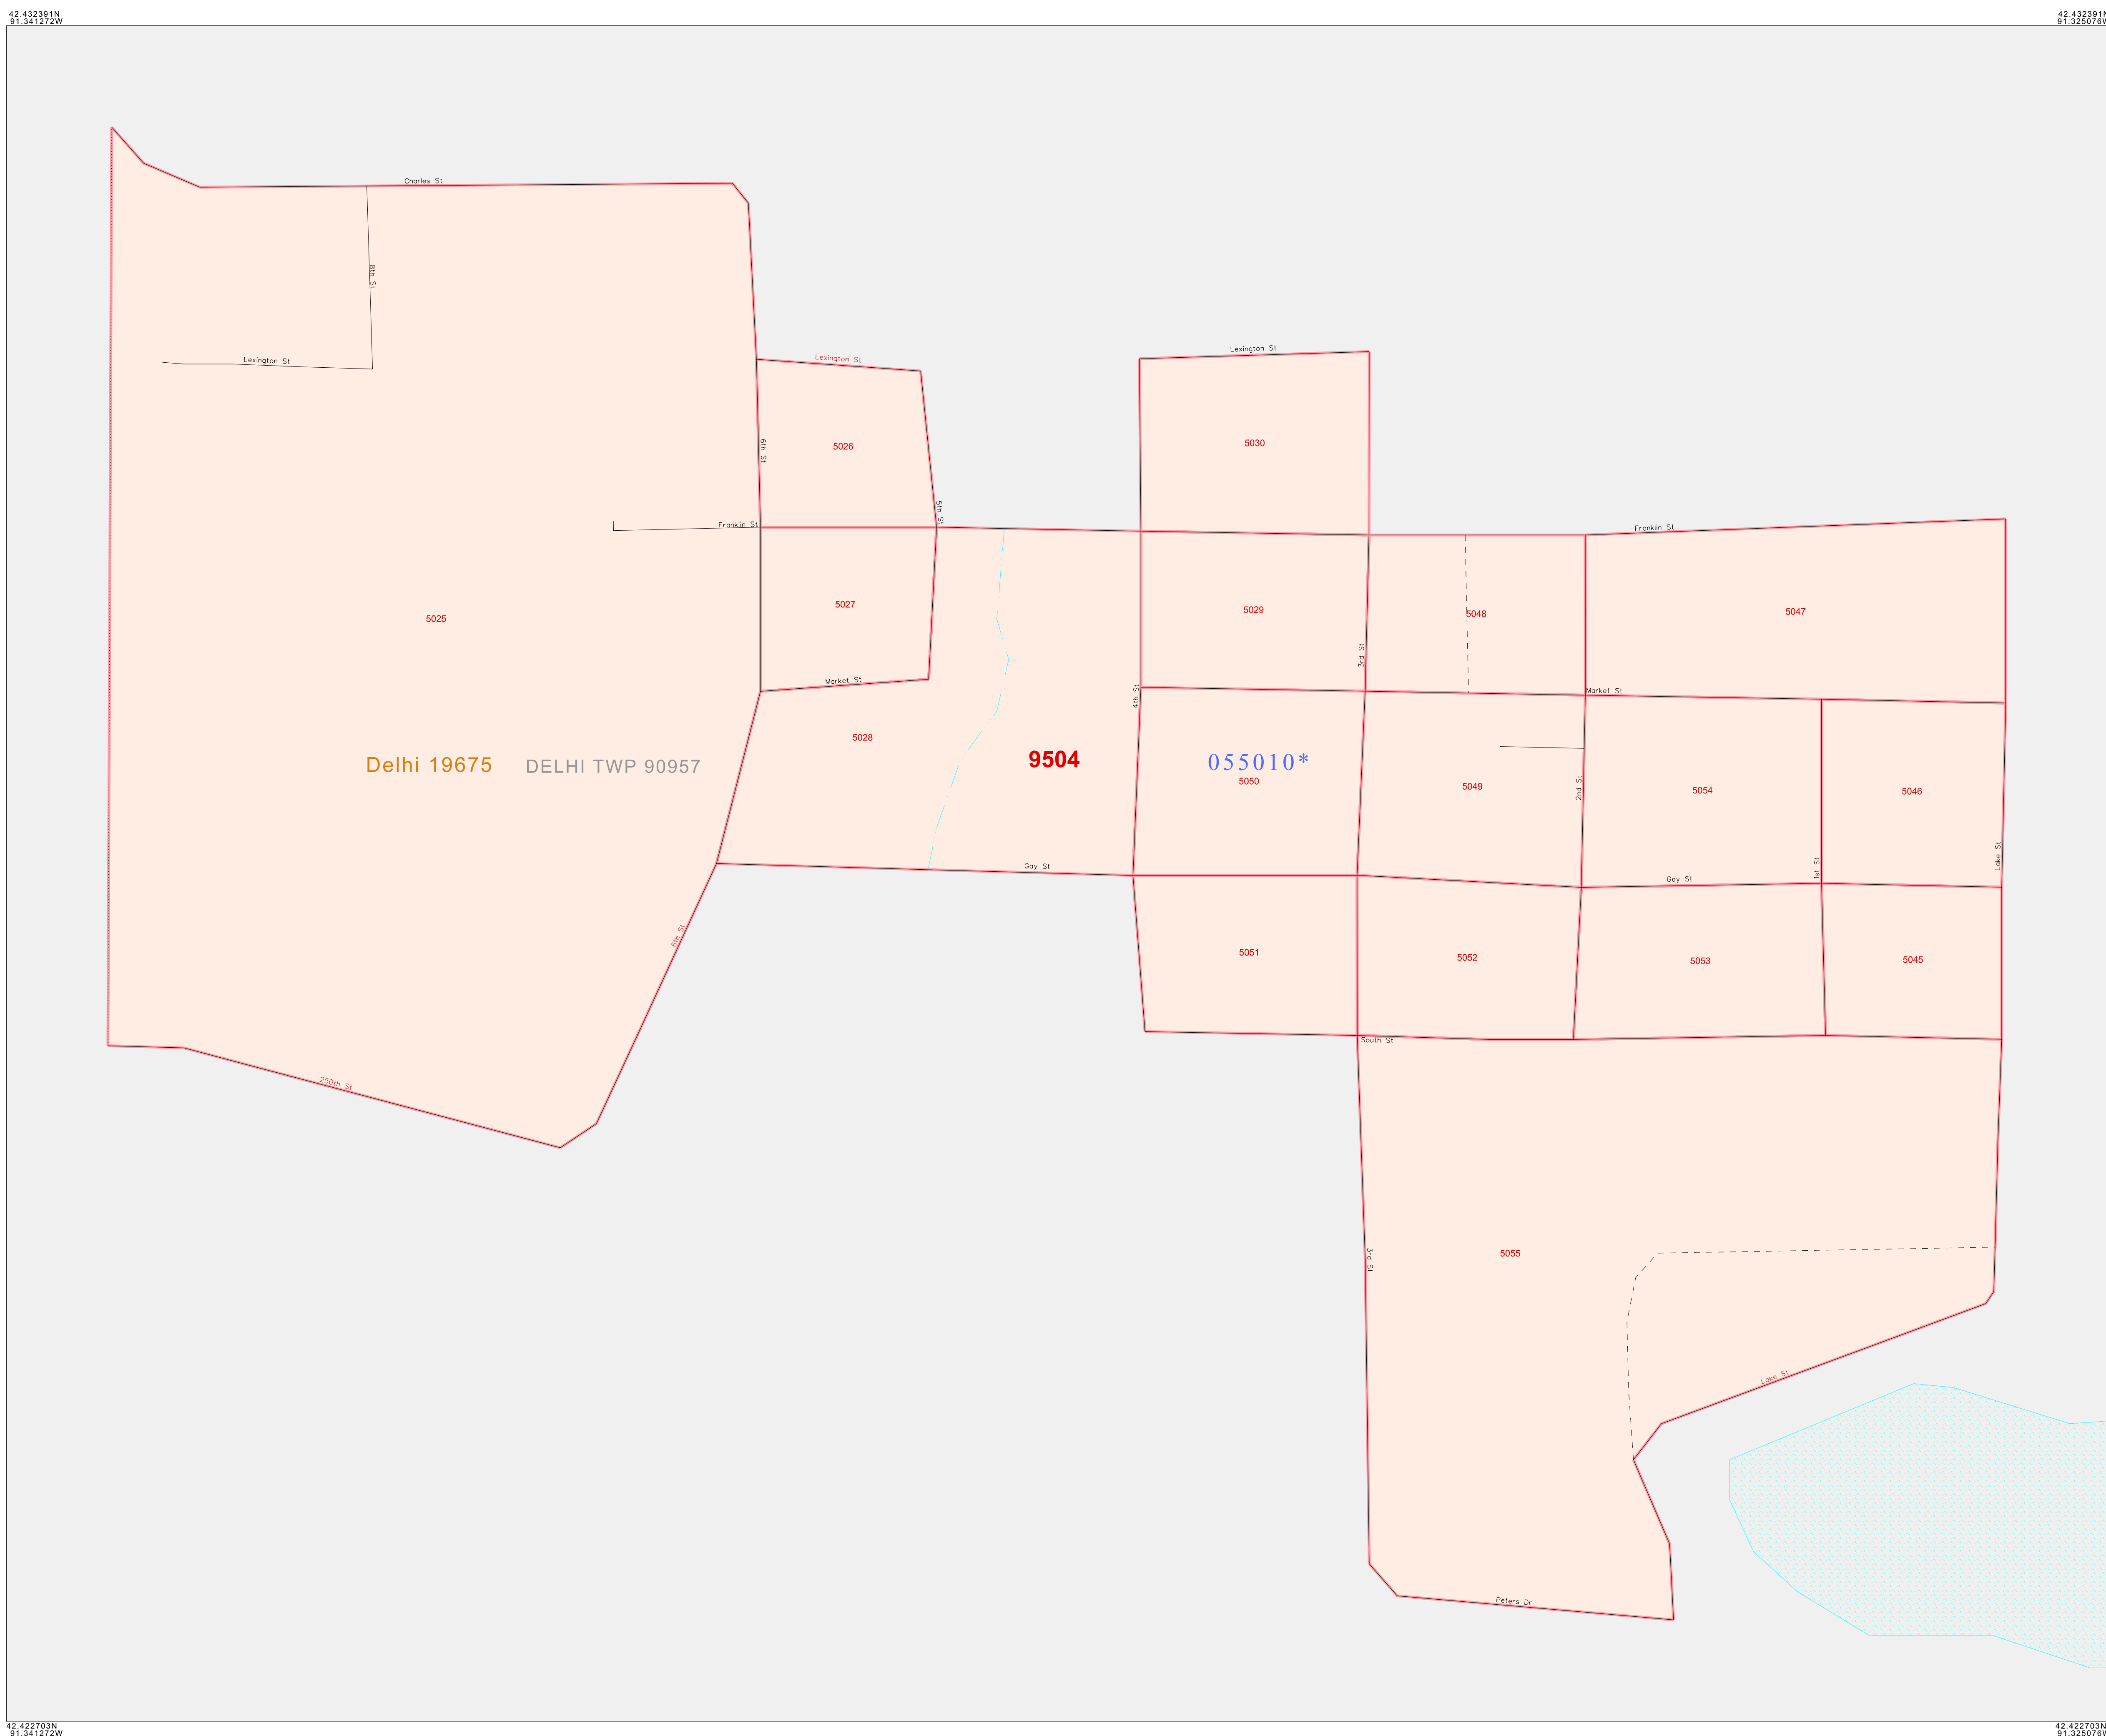 42.432391N
91.341272W
42.432391N
91.325076W
Charles St
8th St
Lexington St
Lexington St
Lexington St
6th St
5026
5030
5th St
Franklin St
Franklin St
5025
5027
5029
5048
5047
3rd St
Market St
4th St
Market St
5028
Delhi 19675
DELHI TWP 90957
9504
055010*
5050
5049
2nd St
5054
5046
Gay St
Gay St
1st St
Lake St
6th St
5051
5052
5053
5045
South St
250th St
3rd St
5055
Lake St
Peters Dr
42.422703N
91.341272W
42.422703N
91.325076W